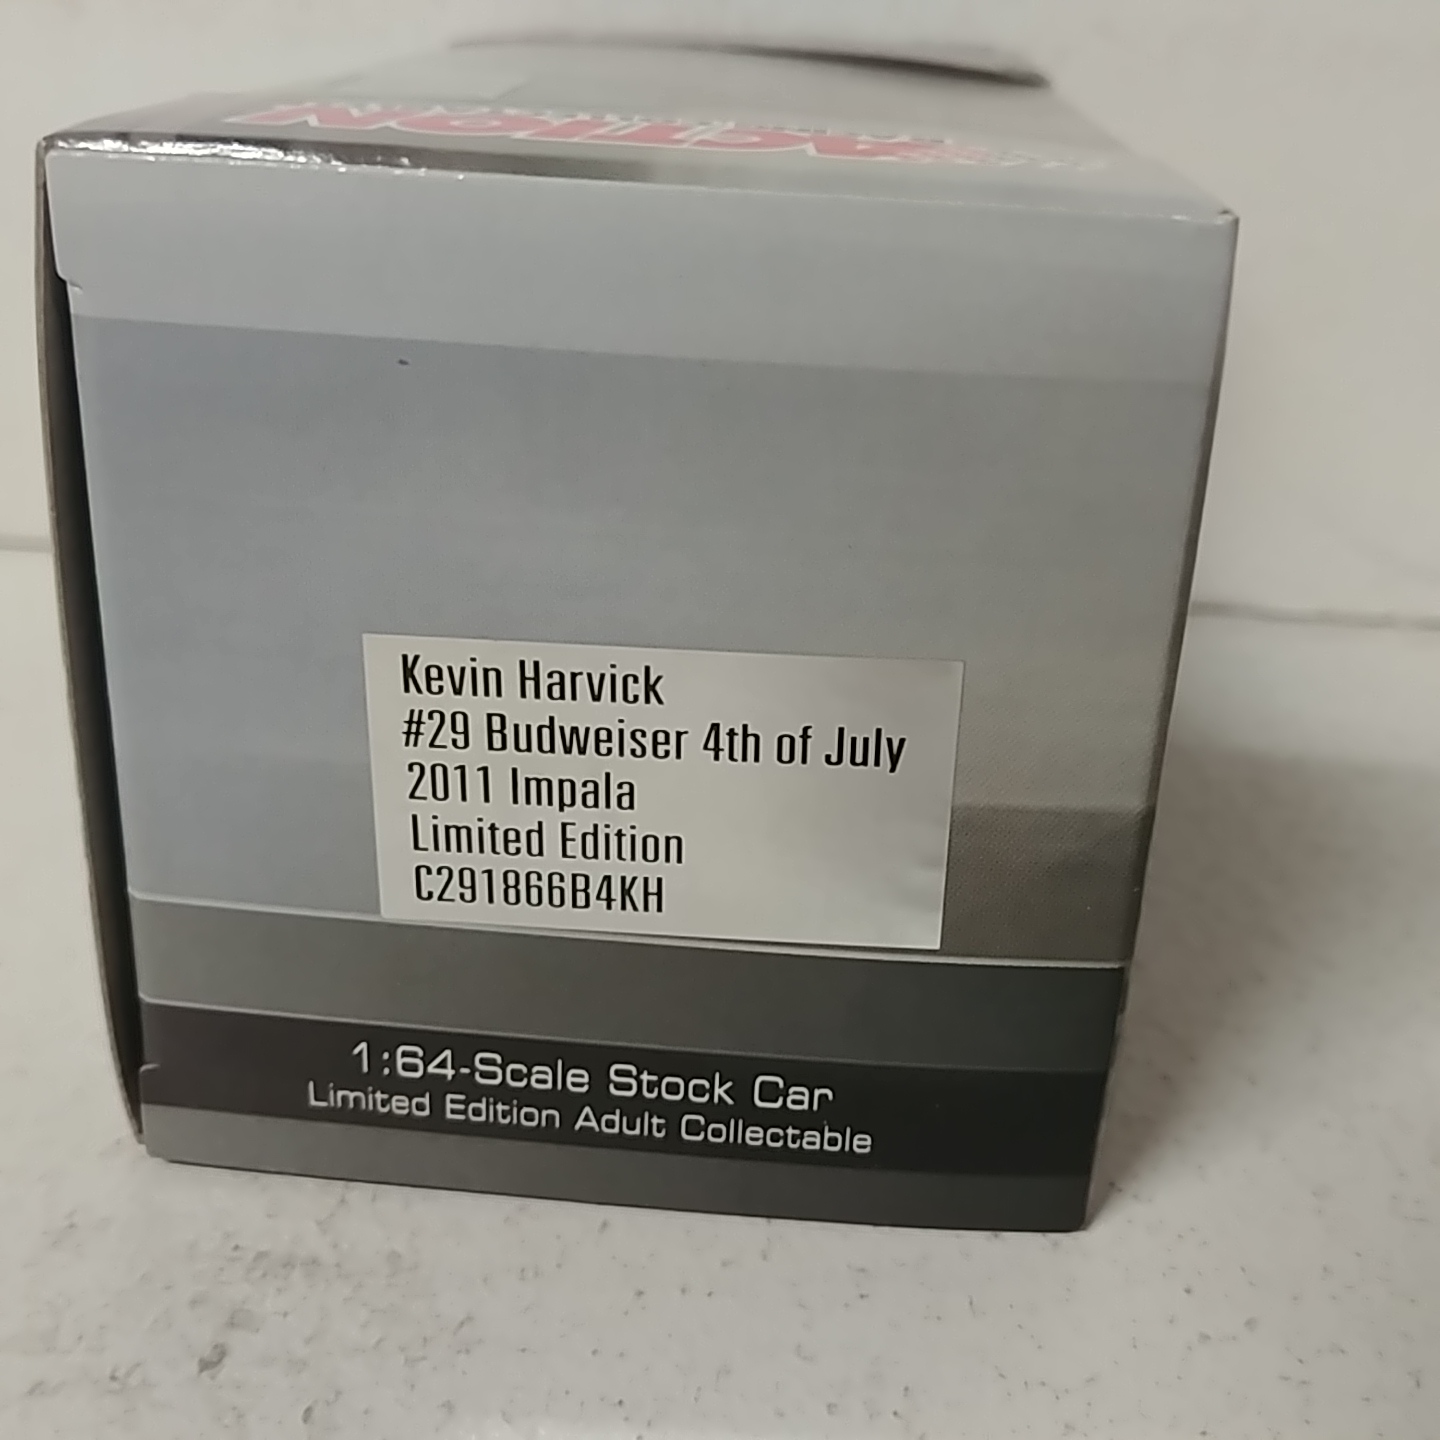 ACTION
Kevin Harvick
#29 Budweiser 4th of July
2011 Impala
Limited Edition
C291866B4KH
1:64-Scale Stock Car
Limited Edition Adult Collectable